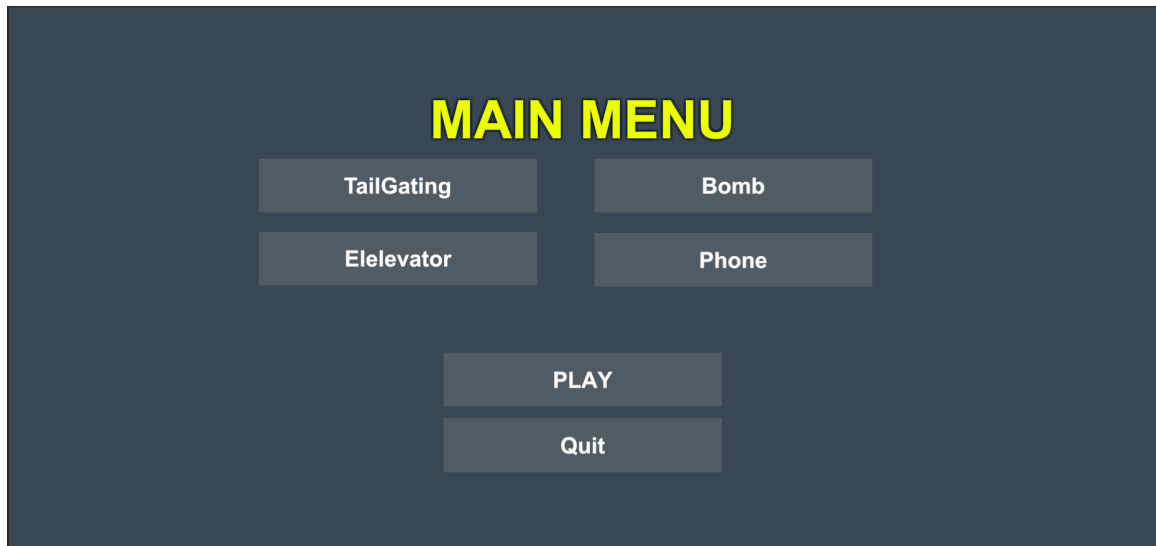 MAIN MENU
TailGating
Bomb
Elelevator
Phone
PLAY
Quit